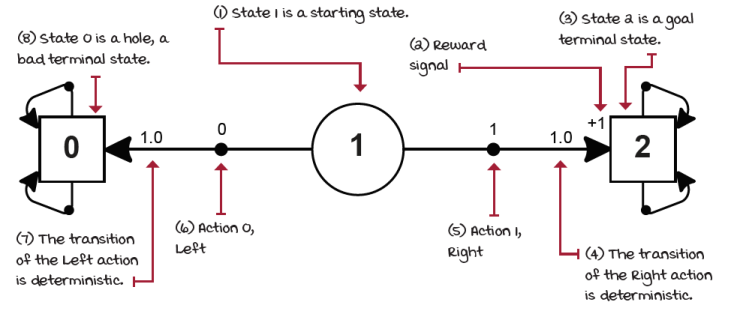 (1) State 1 is a starting state.
(8) State 0 is a hole, a
bad terminal state.
(2) Reward
signal
(3) State 2 is a goal
terminal state.
0
1.0
0
1
1
1.0
+1
2
(7) The transition
of the Left action
is deterministic.
(6) Action 0,
Left
(5) Action 1,
Right
(4) The transition
of the Right action
is deterministic.